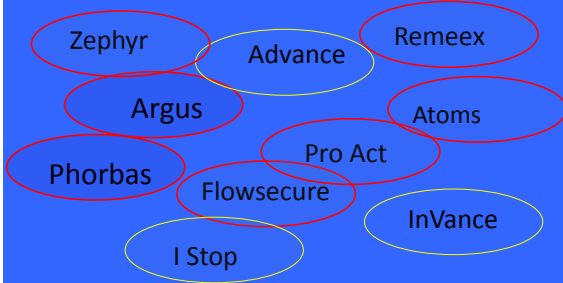 Zephyr
Advance
Remeex
Argus
Atoms
Pro Act
Phorbas
Flowsecure
InVance
I Stop